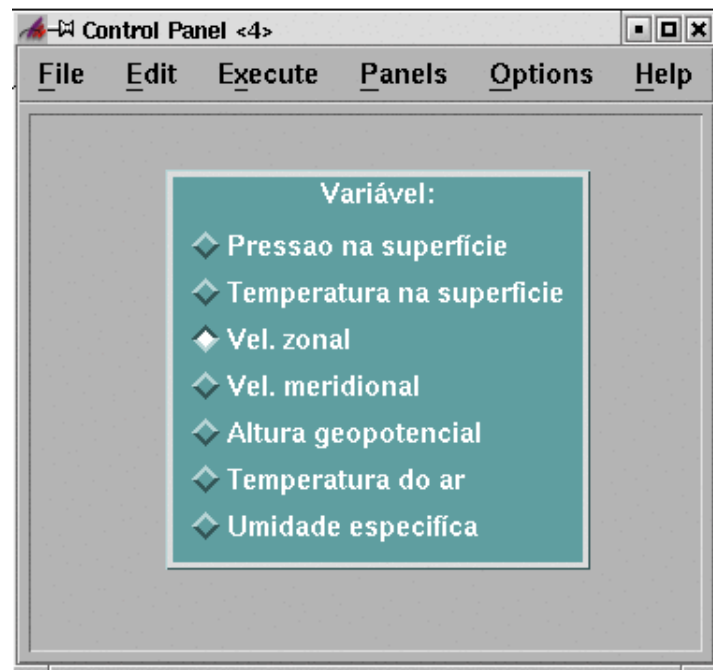 Control Panel <4>
File Edit Execute Panels Options Help
Variável:
Pressao na superfície
Temperatura na superficie
Vel. zonal
Vel. meridional
Altura geopotencial
Temperatura do ar
Umidade especifíca